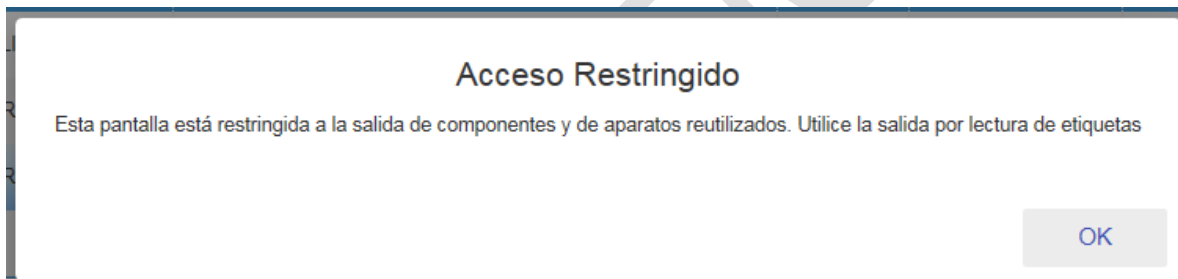 Acceso Restringido
Esta pantalla está restringida a la salida de componentes y de aparatos reutilizados. Utilice la salida por lectura de etiquetas
OK